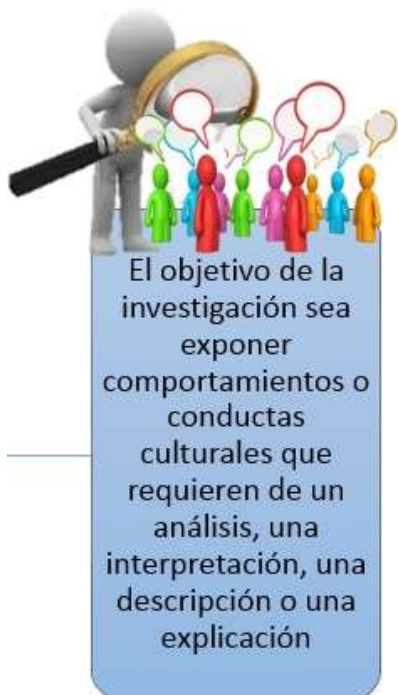 El objetivo de la
investigación sea
exponer
comportamientos o
conductas
culturales que
requieren de un
análisis, una
interpretación, una
descripción o una
explicación